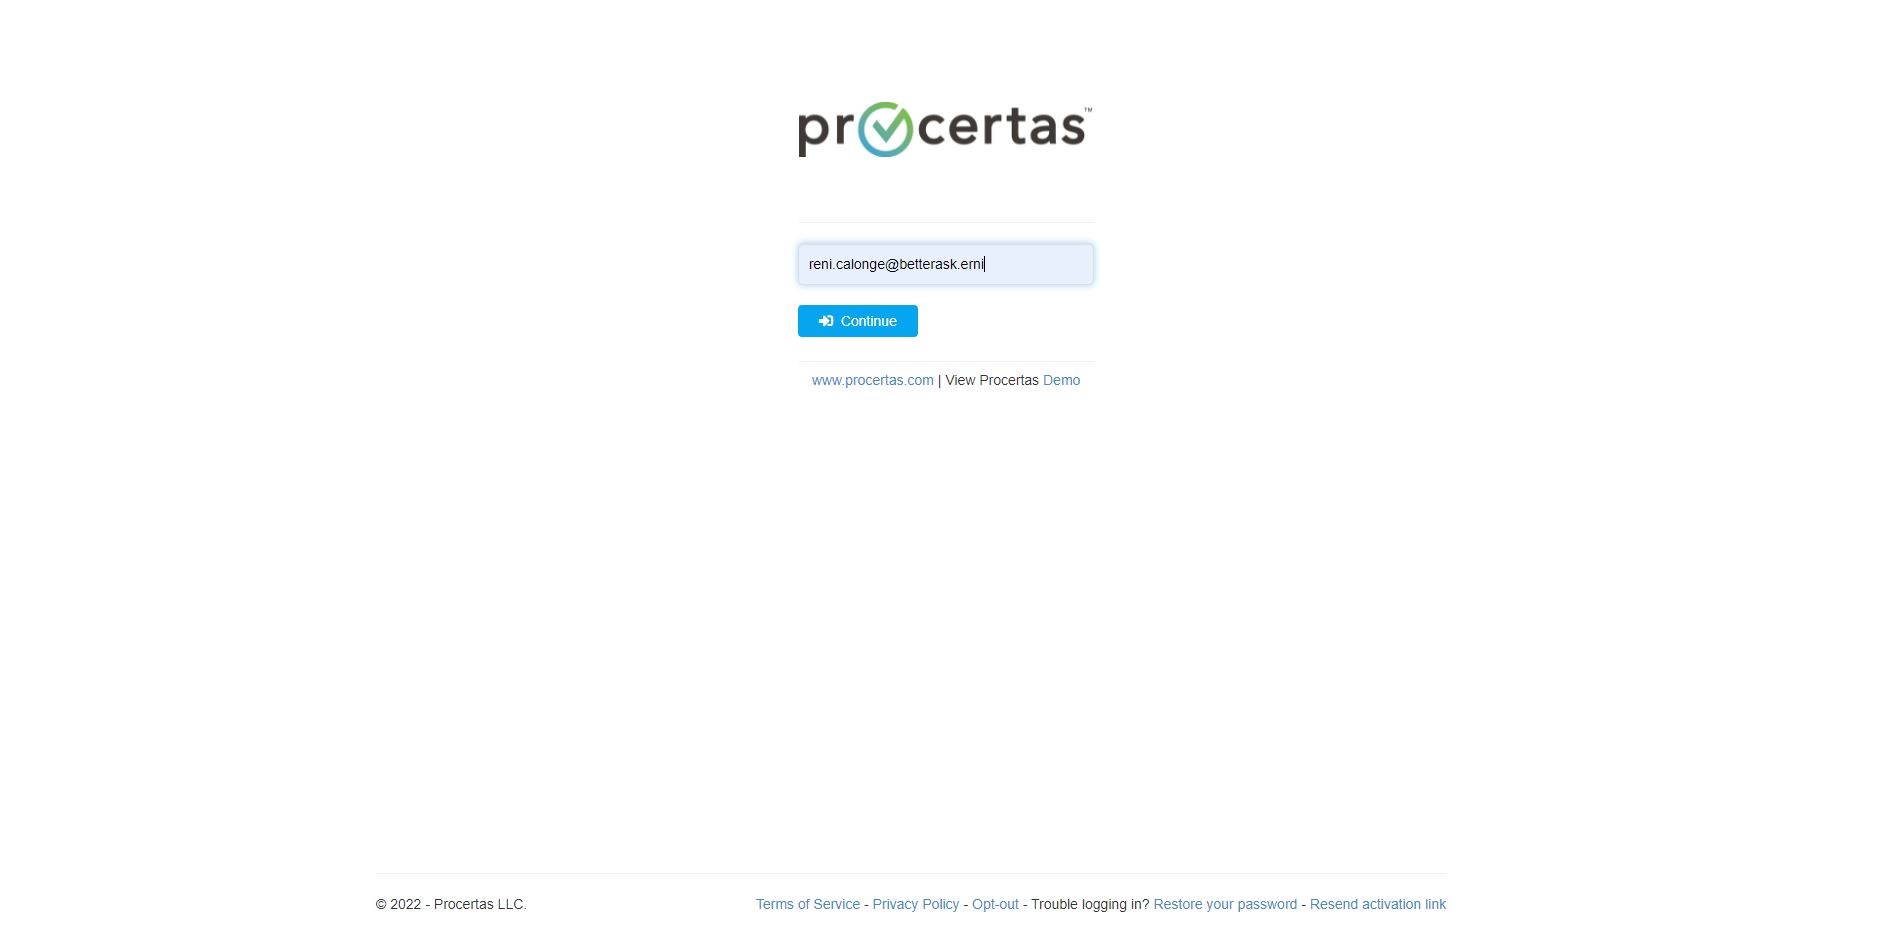 procertas™
reni.calonge@betterask.erni
Continue
www.procertas.com | View Procertas Demo
© 2022 - Procertas LLC.
Terms of Service - Privacy Policy - Opt-out - Trouble logging in? Restore your password - Resend activation link